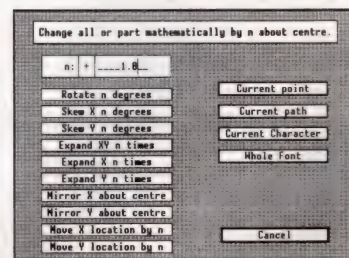 Change all or part mathematically by n about centre.
n: + ____1.0__
Rotate n degrees
Skew X n degrees
Skew Y n degrees
Expand XY n times
Expand X n times
Expand Y n times
Mirror X about centre
Mirror Y about centre
Move X location by n
Move Y location by n
Current point
Current path
Current Character
Whole Font
Cancel